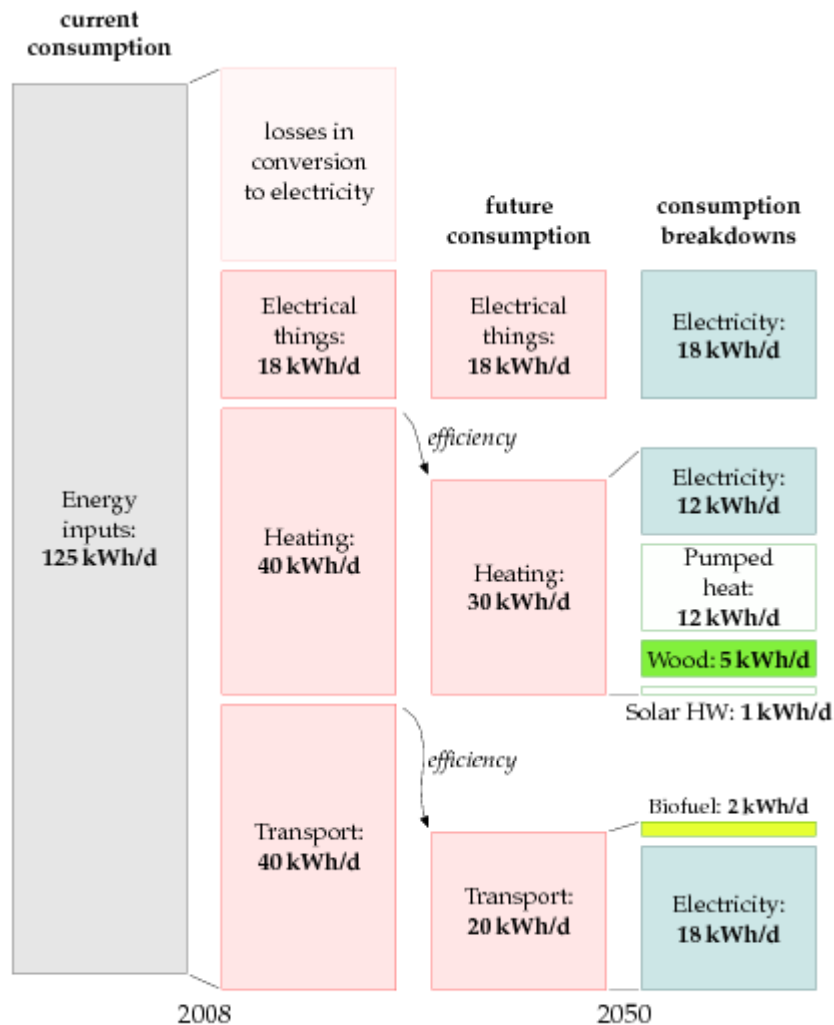 current
consumption
losses in
conversion
to electricity
future
consumption
consumption
breakdowns
Electrical
things:
18 kWh/d
Electrical
things:
18 kWh/d
Electricity:
18 kWh/d
efficiency
Energy
inputs:
125 kWh/d
Heating:
40 kWh/d
Heating:
30 kWh/d
Electricity:
12 kWh/d
Pumped
heat:
12 kWh/d
Wood: 5 kWh/d
Solar HW: 1 kWh/d
efficiency
Transport:
40 kWh/d
Transport:
20 kWh/d
Biofuel: 2 kWh/d
Electricity:
18 kWh/d
2008
2050